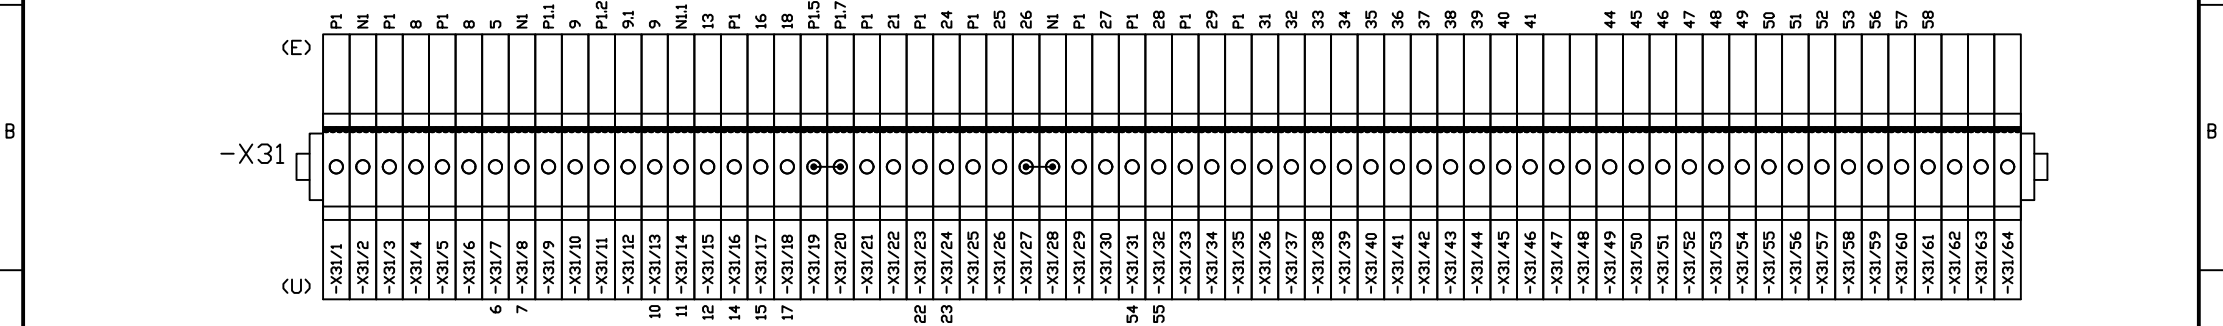 P1 N1 P1 8 P1 8 5 N1 P1.1 9 P1.2 9.1 9 N1.1 13 P1 16 18 P1.5 P1.7 P1 21 P1 24 P1 25 26 N1 P1 27 P1 28 P1 29 P1 31 32 33 34 35 36 37 38 39 40 41 44 45 46 47 48 49 50 51 52 53 56 57 58
(E)
B
-X31
B
-X31/1 -X31/2 -X31/3 -X31/4 -X31/5 -X31/6 -X31/7 -X31/8 -X31/9 -X31/10 -X31/11 -X31/12 -X31/13 -X31/14 -X31/15 -X31/16 -X31/17 -X31/18 -X31/19 -X31/20 -X31/21 -X31/22 -X31/23 -X31/24 -X31/25 -X31/26 -X31/27 -X31/28 -X31/29 -X31/30 -X31/31 -X31/32 -X31/33 -X31/34 -X31/35 -X31/36 -X31/37 -X31/38 -X31/39 -X31/40 -X31/41 -X31/42 -X31/43 -X31/44 -X31/45 -X31/46 -X31/47 -X31/48 -X31/49 -X31/50 -X31/51 -X31/52 -X31/53 -X31/54 -X31/55 -X31/56 -X31/57 -X31/58 -X31/59 -X31/60 -X31/61 -X31/62 -X31/63 -X31/64
(U)
6 7 10 11 12 14 15 17 22 23 54 55